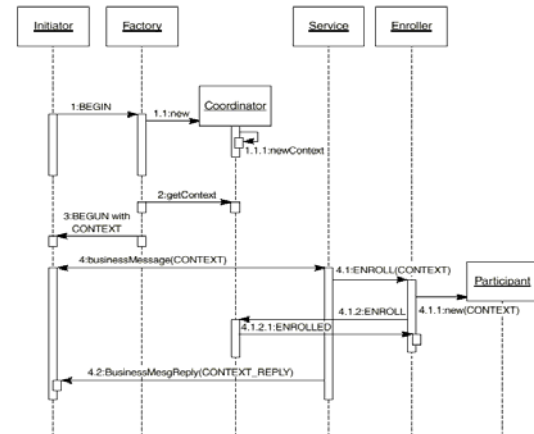 Initiator
Factory
Service
Enroller
1:BEGIN
1.1:new
Coordinator
1.1.1:newContext
2:getContext
3:BEGUN with
CONTEXT
4:businessMessage(CONTEXT)
4.1:ENROLL(CONTEXT)
Participant
4.1.1:new(CONTEXT)
4.1.2:ENROLL
4.1.2.1:ENROLLED
4.2:BusinessMesgReply(CONTEXT_REPLY)